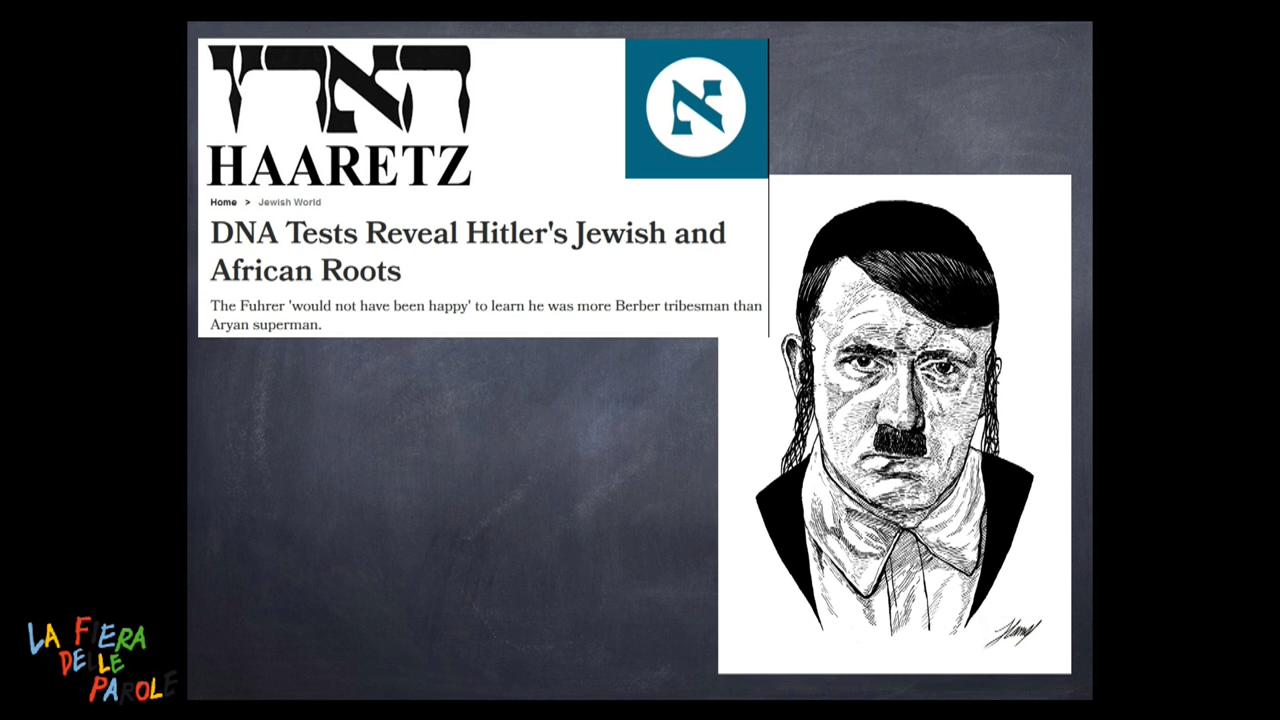 הארץ
HAARETZ
א
Home > Jewish World
DNA Tests Reveal Hitler's Jewish and
African Roots
The Fuhrer 'would not have been happy' to learn he was more Berber tribesman than
Aryan superman.
LA FIERA
DELLE
PAROLE